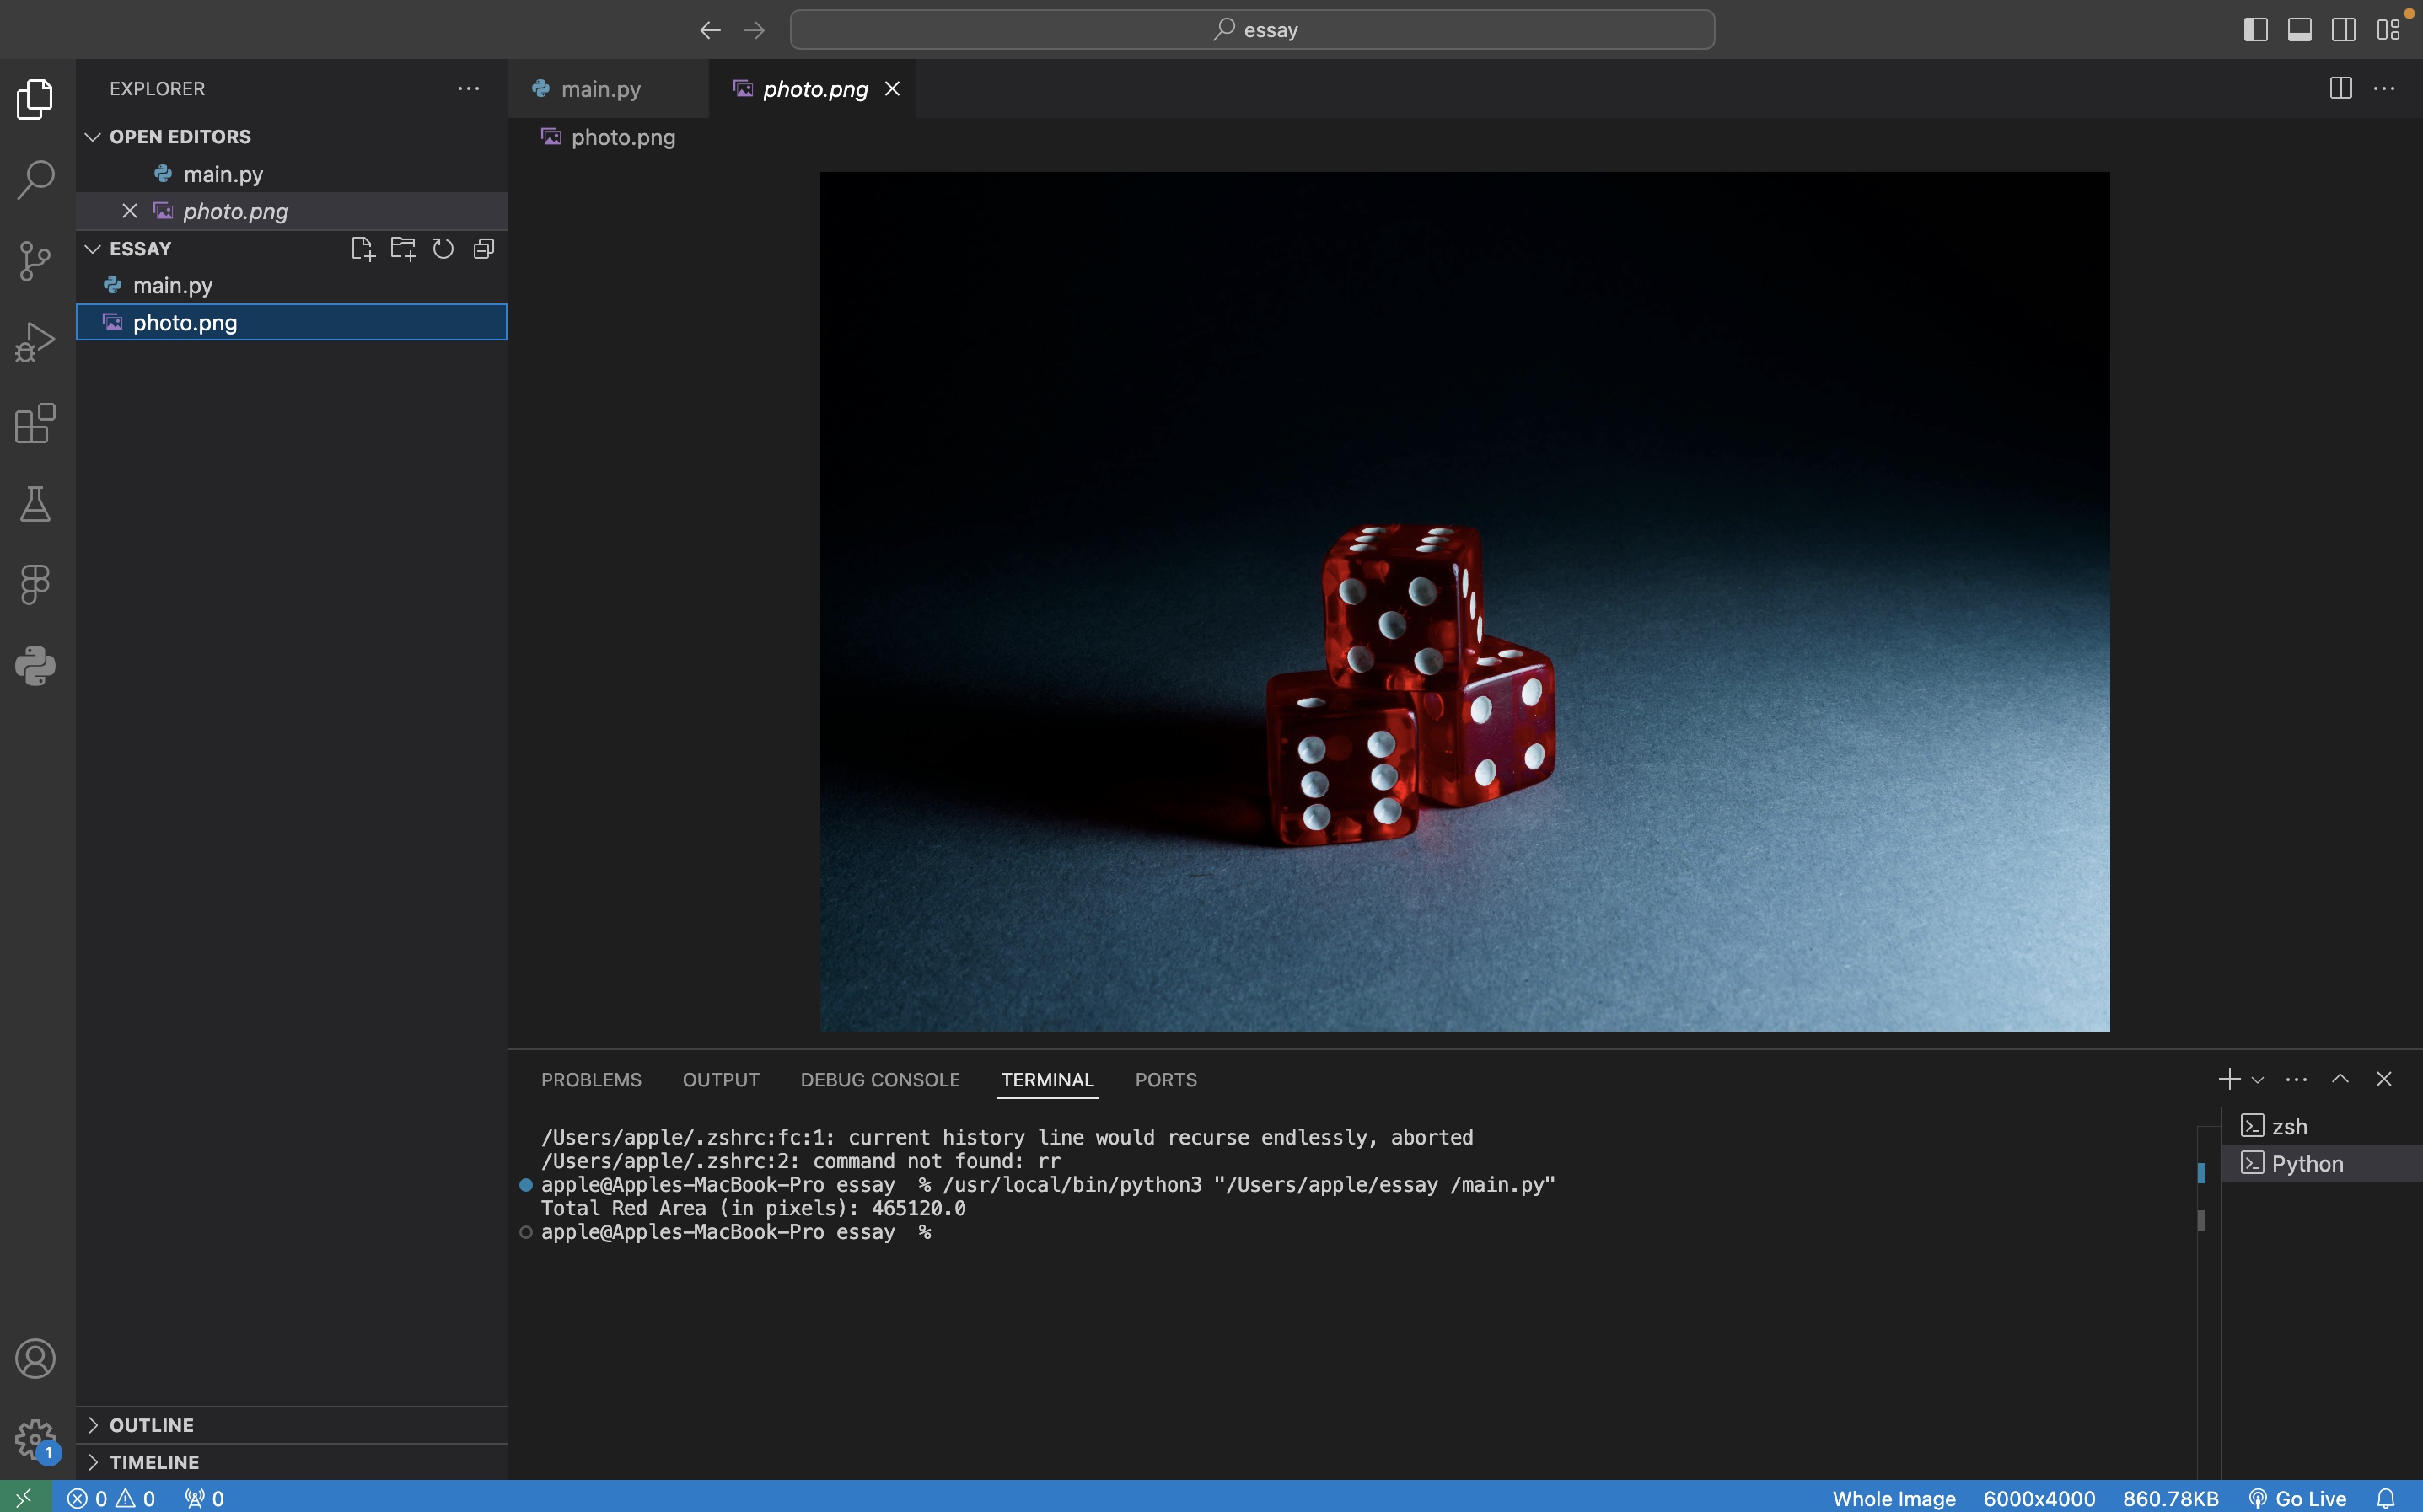 essay
EXPLORER
OPEN EDITORS
main.py
photo.png
ESSAY
main.py
photo.png
OUTLINE
TIMELINE
main.py
photo.png
photo.png
PROBLEMS OUTPUT DEBUG CONSOLE TERMINAL PORTS
/Users/apple/.zshrc:fc:1: current history line would recurse endlessly, aborted
/Users/apple/.zshrc:2: command not found: rr
apple@Apples-MacBook-Pro essay  % /usr/local/bin/python3 "/Users/apple/essay /main.py"
Total Red Area (in pixels): 465120.0
apple@Apples-MacBook-Pro essay  %
zsh
Python
1
0 0 0
Whole Image 6000x4000 860.78KB Go Live